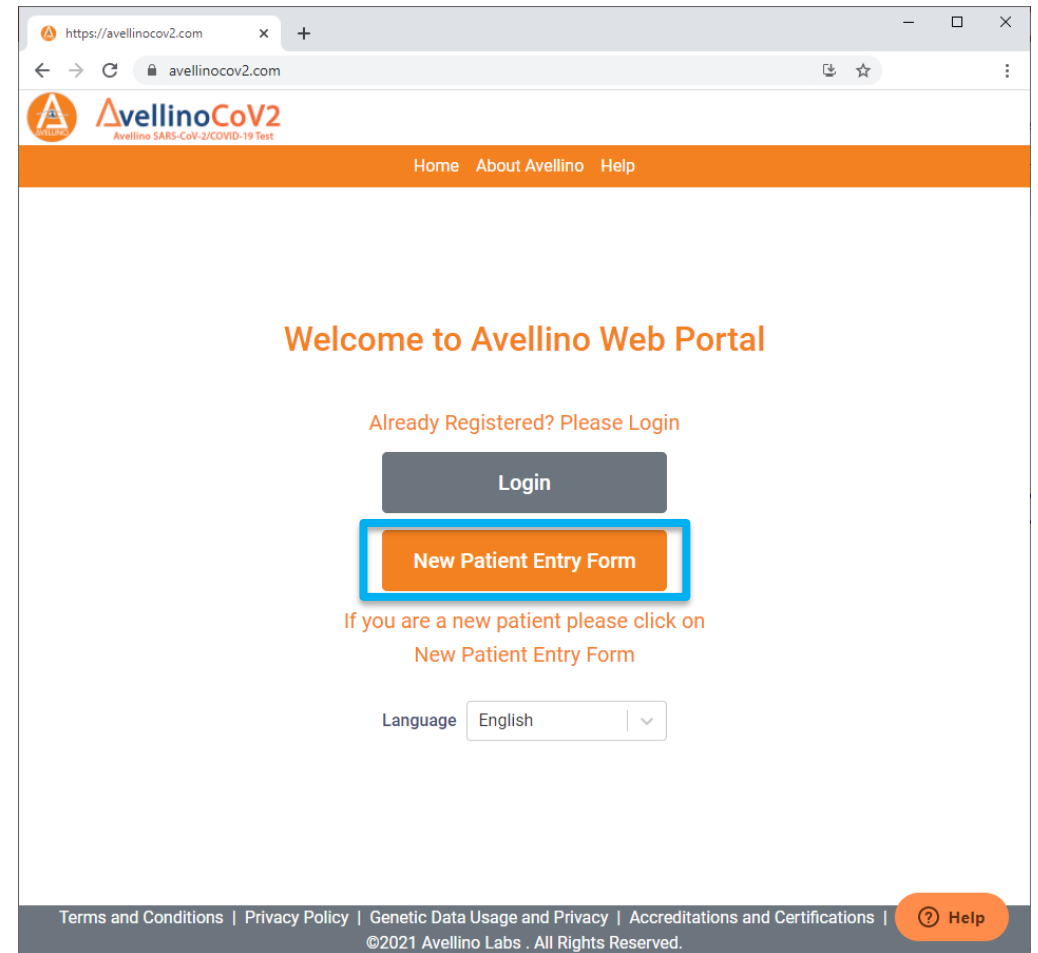 https://avellinocov2.com
avellinocov2.com
AVELLINO
AvellinoCoV2
Avellino SARS-CoV-2/COVID-19 Test
Home About Avellino Help
Welcome to Avellino Web Portal
Already Registered? Please Login
Login
New Patient Entry Form
If you are a new patient please click on
New Patient Entry Form
Language English
Terms and Conditions | Privacy Policy | Genetic Data Usage and Privacy | Accreditations and Certifications |
Help
©2021 Avellino Labs . All Rights Reserved.